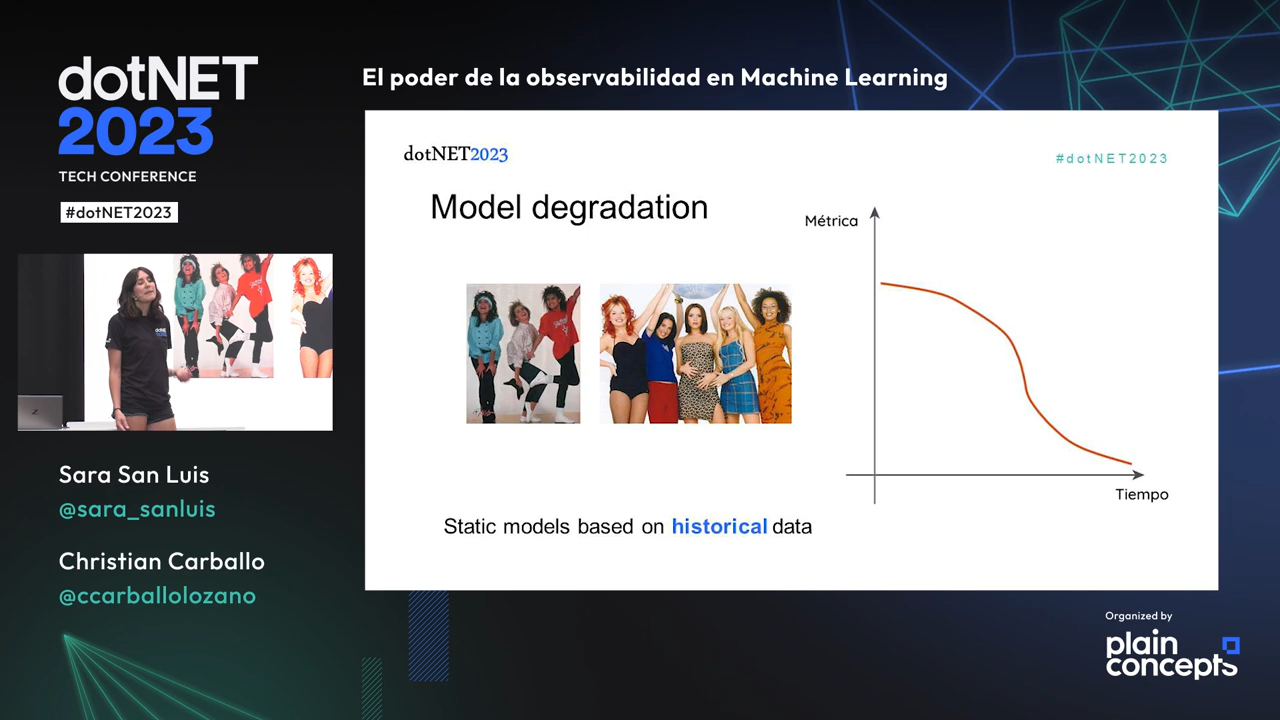 dotNET
2023
TECH CONFERENCE
#dotNET2023
El poder de la observabilidad en Machine Learning
dotNET2023
#dotNET2023
Model degradation
Métrica
Tiempo
Static models based on historical data
Sara San Luis
@sara_sanluis
Christian Carballo
@ccarballolozano
Organized by
plain
concepts